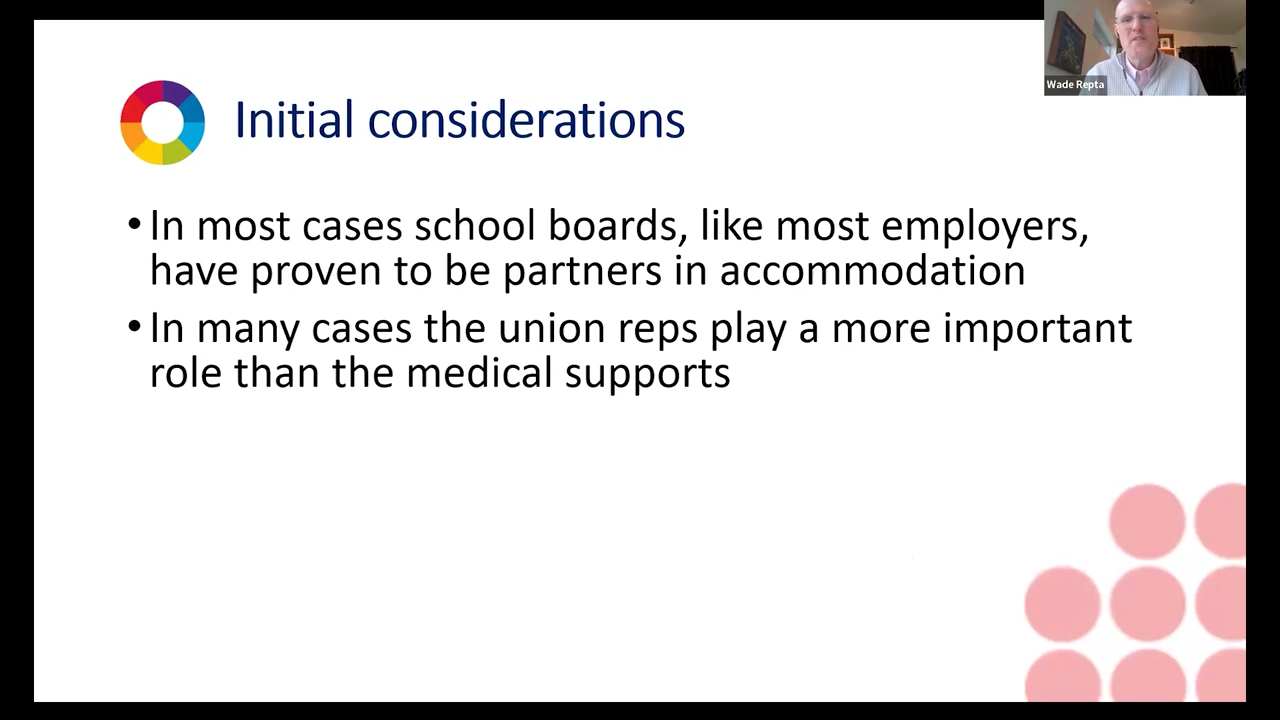 Wade Repta
Initial considerations
• In most cases school boards, like most employers,
have proven to be partners in accommodation
• In many cases the union reps play a more important
role than the medical supports